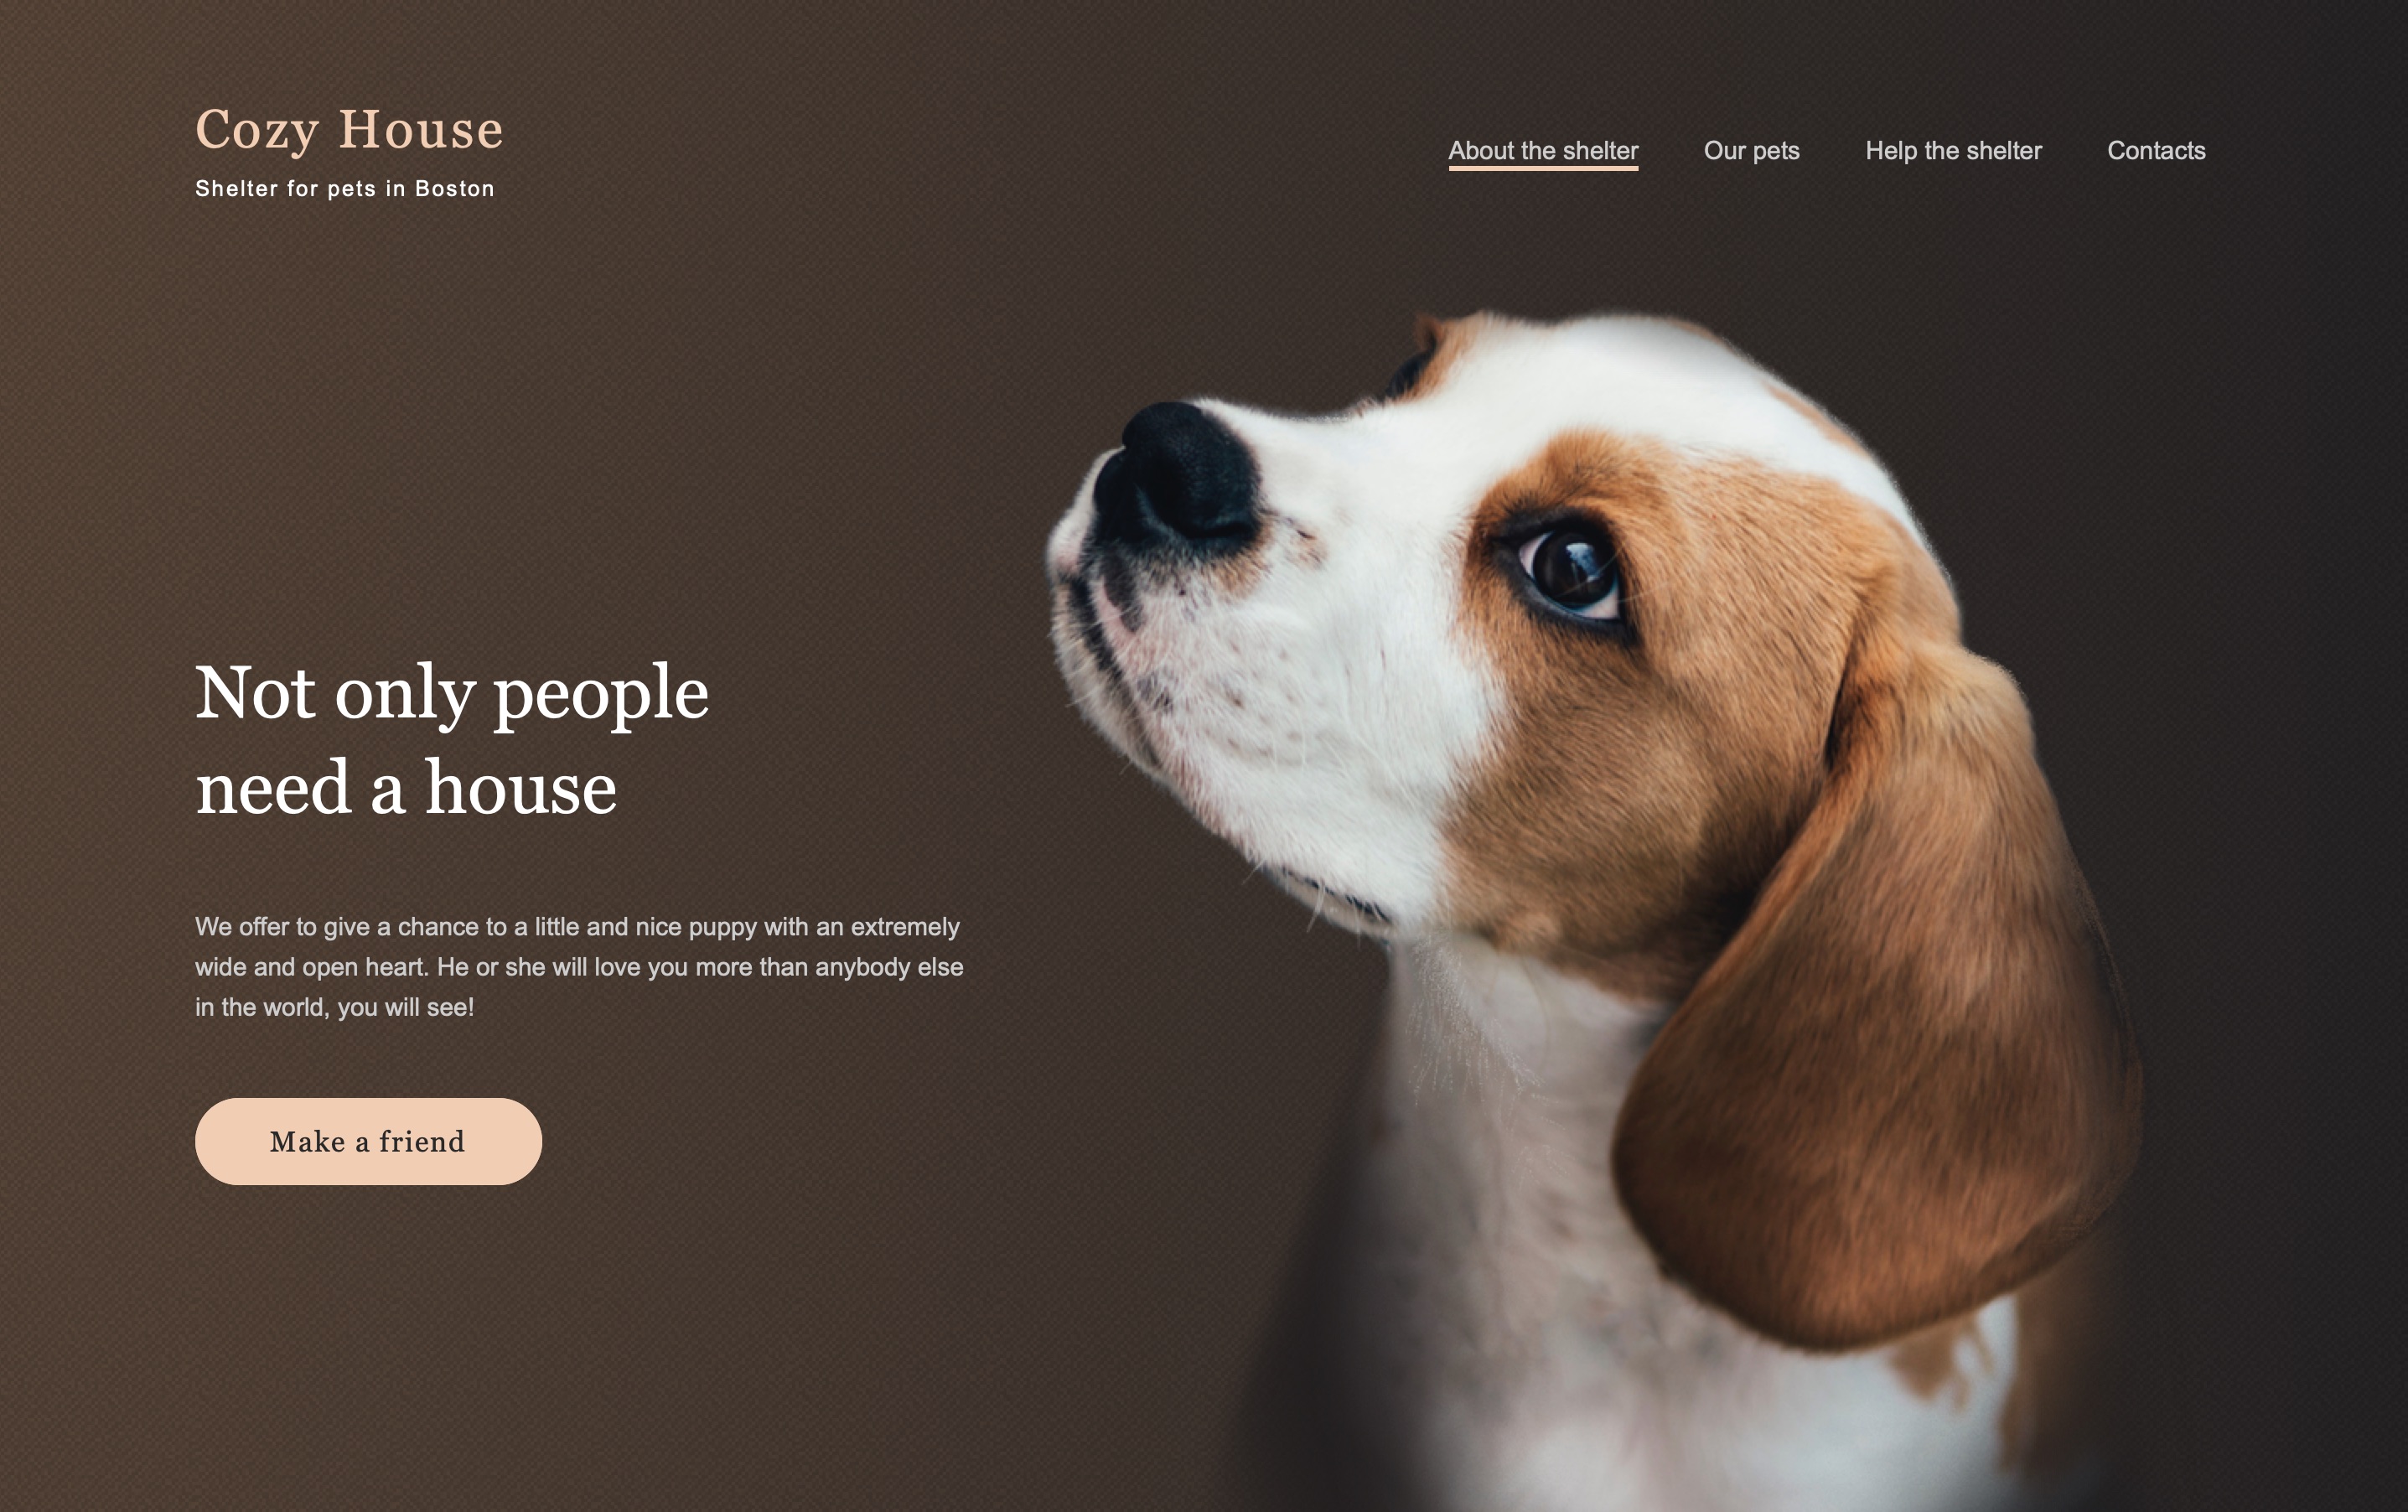 Cozy House
Shelter for pets in Boston
About the shelter
Our pets
Help the shelter
Contacts
Not only people
need a house
We offer to give a chance to a little and nice puppy with an extremely
wide and open heart. He or she will love you more than anybody else
in the world, you will see!
Make a friend